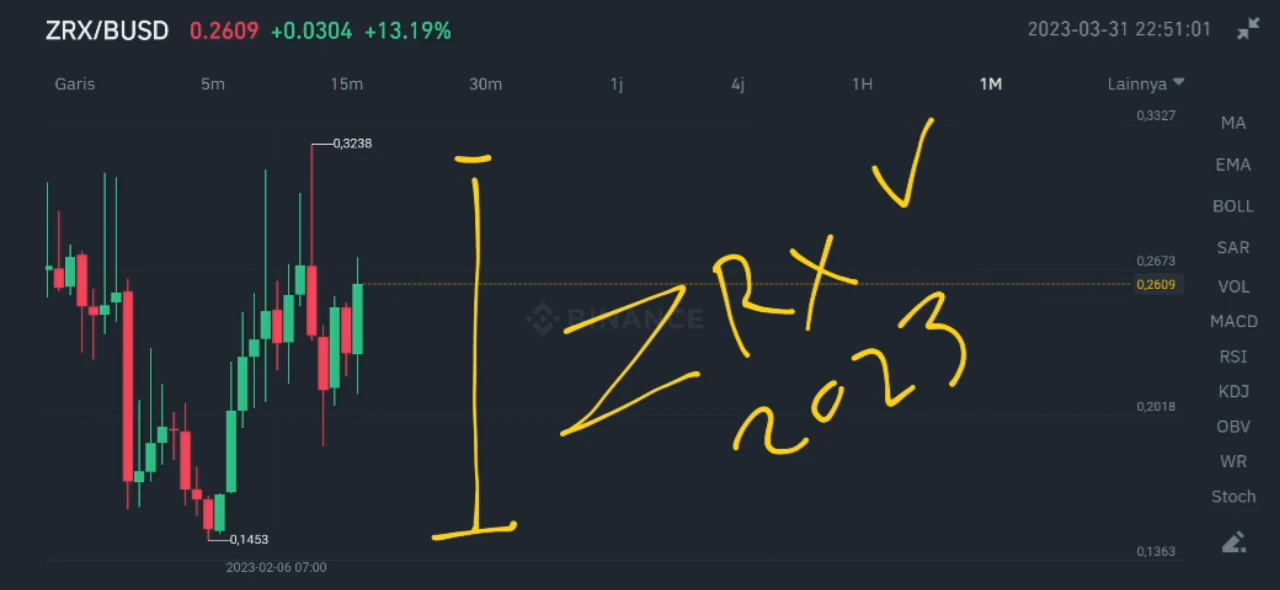 ZRX/BUSD 0.2609 +0.0304 +13.19% 2023-03-31 22:51:01
Garis 5m 15m 30m 1j 4j 1H 1M Lainnya
0,3327
MA
0,3238
EMA
BOLL
SAR
ZRX
0,2673
0,2609
VOL
BINANCE
MACD
2023
RSI
KDJ
0,2018
OBV
WR
Stoch
0,1453
0,1363
2023-02-06 07:00